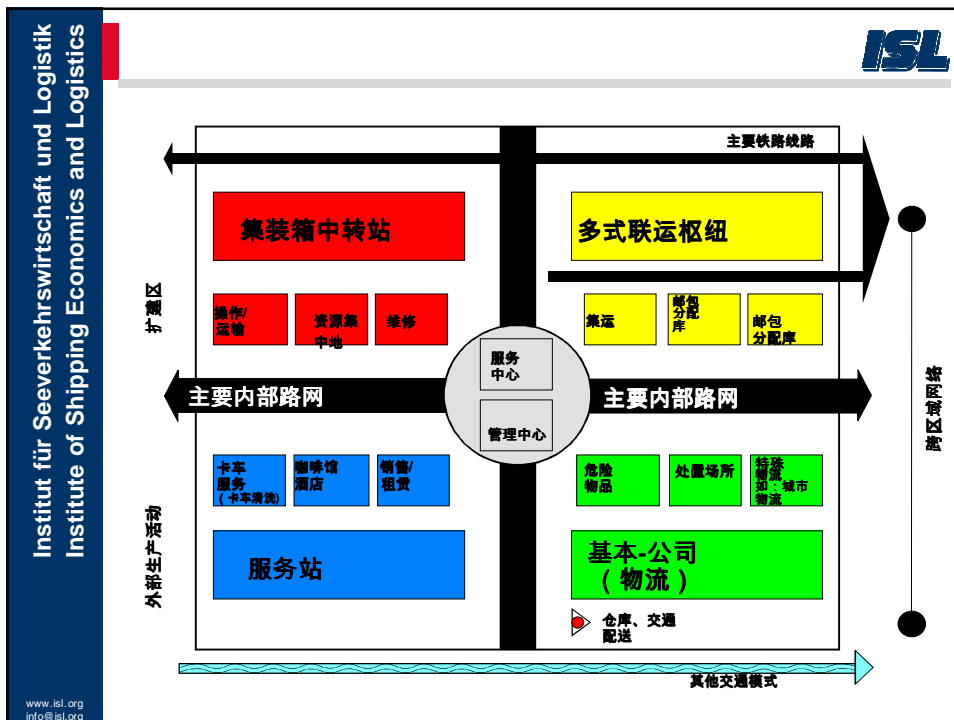 Institut für Seeverkehrswirtschaft und Logistik
Institute of Shipping Economics and Logistics
www.isl.org
info@isl.org
ISL
主要铁路线路
集装箱中转站
多式联运枢纽
扩建区
操作/
运输
资源集
中地
维修
集运
邮包
分配
库
邮包
分配库
服务
中心
主要内部路网
主要内部路网
管理中心
跨区域网络
卡车
服务
(卡车清洗)
咖啡馆
酒店
销售/
租赁
危险
物品
处置场所
特殊
物流
如：城市
物流
外部生产活动
服务站
基本-公司
（物流）
仓库、交通
配送
其他交通模式